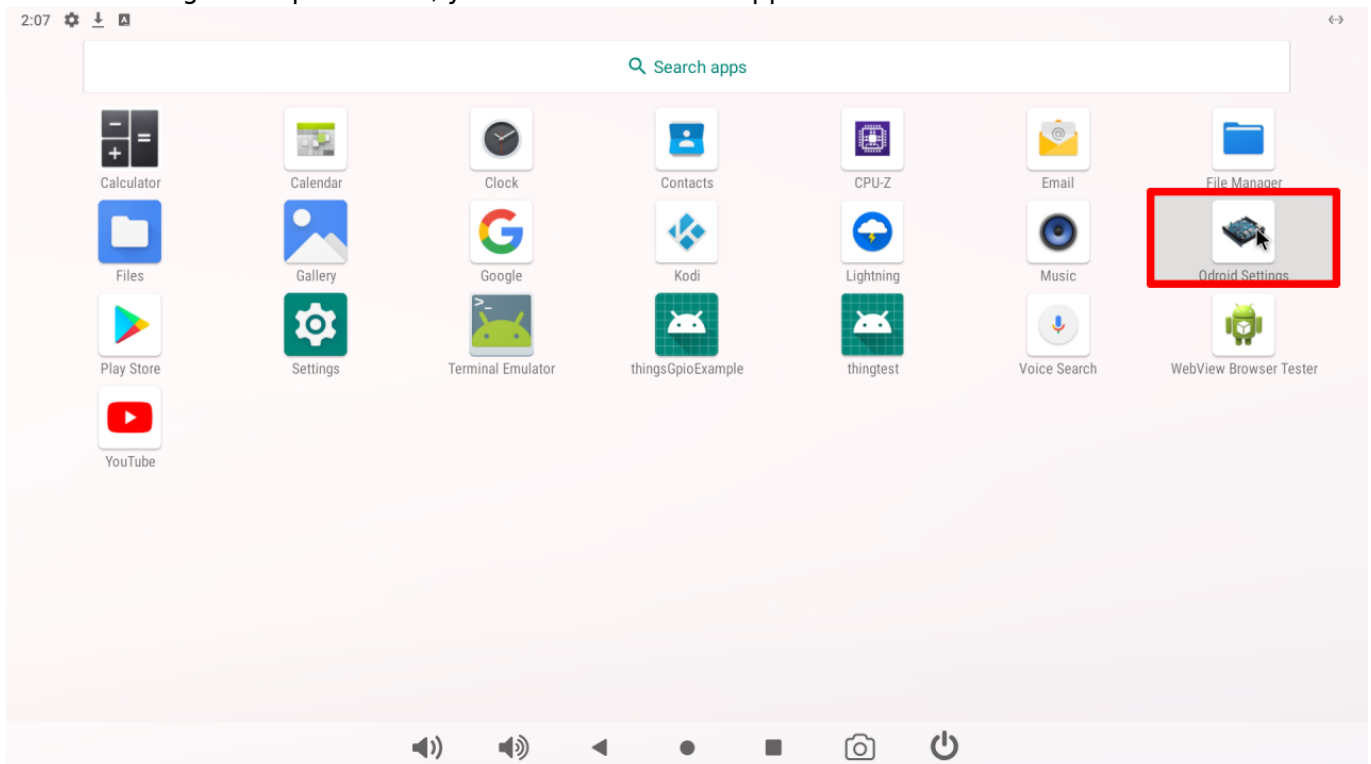 2:07
Search apps
Calculator Calendar Clock Contacts CPU-Z Email File Manager
Files Gallery Google Kodi Lightning Music Odroid Settings
Play Store Settings Terminal Emulator thingsGpioExample thingtest Voice Search WebView Browser Tester
YouTube